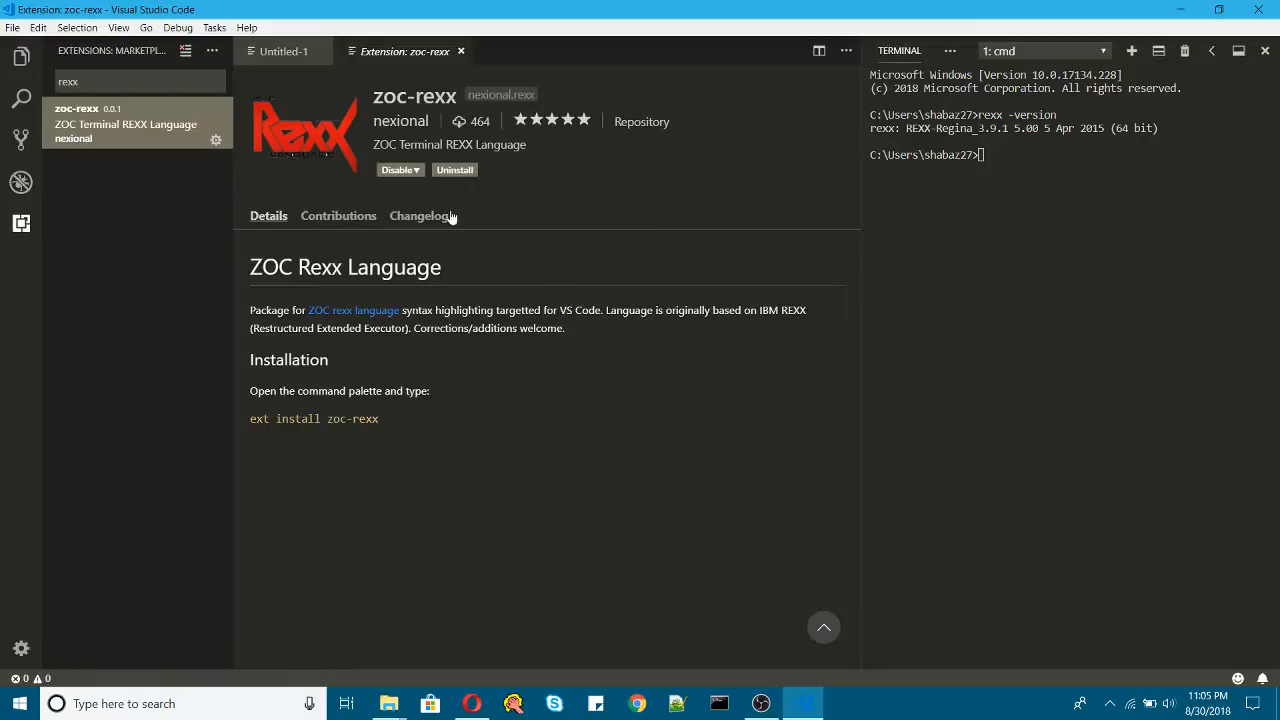 Extension: zoc-rexx - Visual Studio Code
File Edit Selection View Go Debug Tasks Help
EXTENSIONS: MARKETPL...
rexx
zoc-rexx 0.0.1
ZOC Terminal REXX Language
nexional
Untitled-1
Extension: zoc-rexx
Rexx
zoc-rexx nexional.rexx
nexional 464 Repository
ZOC Terminal REXX Language
Disable Uninstall
Details Contributions Changelog
ZOC Rexx Language
Package for ZOC rexx language syntax highlighting targetted for VS Code. Language is originally based on IBM REXX
(Restructured Extended Executor). Corrections/additions welcome.
Installation
Open the command palette and type:
ext install zoc-rexx
TERMINAL
1: cmd
Microsoft Windows [Version 10.0.17134.228]
(c) 2018 Microsoft Corporation. All rights reserved.
C:\Users\shabaz27>rexx -version
rexx: REXX-Regina_3.9.1 5.00 5 Apr 2015 (64 bit)
C:\Users\shabaz27>
0 0
Type here to search
11:05 PM
8/30/2018